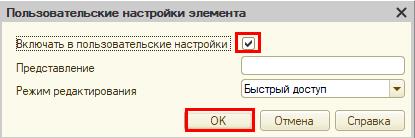 Пользовательские настройки элемента
Включать в пользовательские настройки
Представление
Режим редактирования Быстрый доступ
OK Отмена Справка